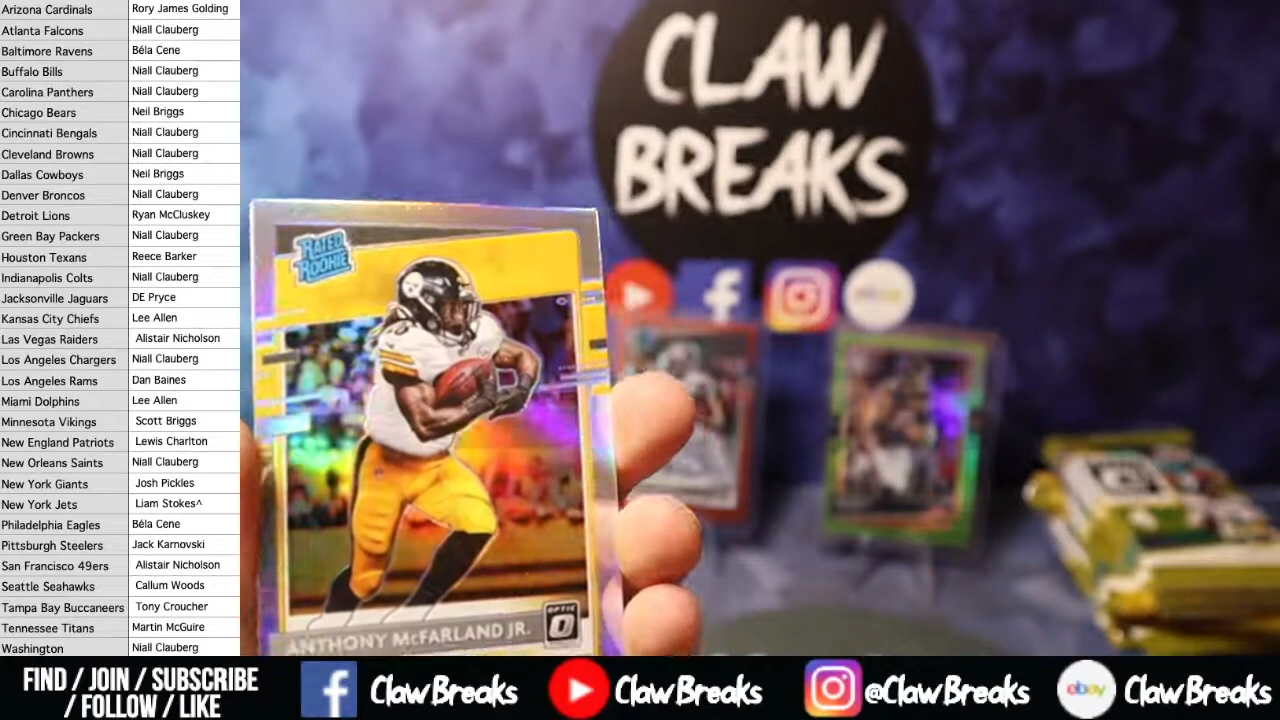 Arizona Cardinals Rory James Golding
Atlanta Falcons Niall Clauberg
Baltimore Ravens Béla Cene
Buffalo Bills Niall Clauberg
Carolina Panthers Niall Clauberg
Chicago Bears Neil Briggs
Cincinnati Bengals Niall Clauberg
Cleveland Browns Niall Clauberg
Dallas Cowboys Neil Briggs
Denver Broncos Niall Clauberg
Detroit Lions Ryan McCluskey
Green Bay Packers Niall Clauberg
Houston Texans Reece Barker
Indianapolis Colts Niall Clauberg
Jacksonville Jaguars DE Pryce
Kansas City Chiefs Lee Allen
Las Vegas Raiders Alistair Nicholson
Los Angeles Chargers Niall Clauberg
Los Angeles Rams Dan Baines
Miami Dolphins Lee Allen
Minnesota Vikings Scott Briggs
New England Patriots Lewis Charlton
New Orleans Saints Niall Clauberg
New York Giants Josh Pickles
New York Jets Liam Stokes^
Philadelphia Eagles Béla Cene
Pittsburgh Steelers Jack Karnovski
San Francisco 49ers Alistair Nicholson
Seattle Seahawks Callum Woods
Tampa Bay Buccaneers Tony Croucher
Tennessee Titans Martin McGuire
Washington Niall Clauberg
CLAW
BREAKS
f
ebay
RATED
ROOKIE
OPTIC
O
ANTHONY McFARLAND JR.
FIND / JOIN / SUBSCRIBE
/ FOLLOW / LIKE
f ClawBreaks
ClawBreaks
@ClawBreaks
ebay ClawBreaks